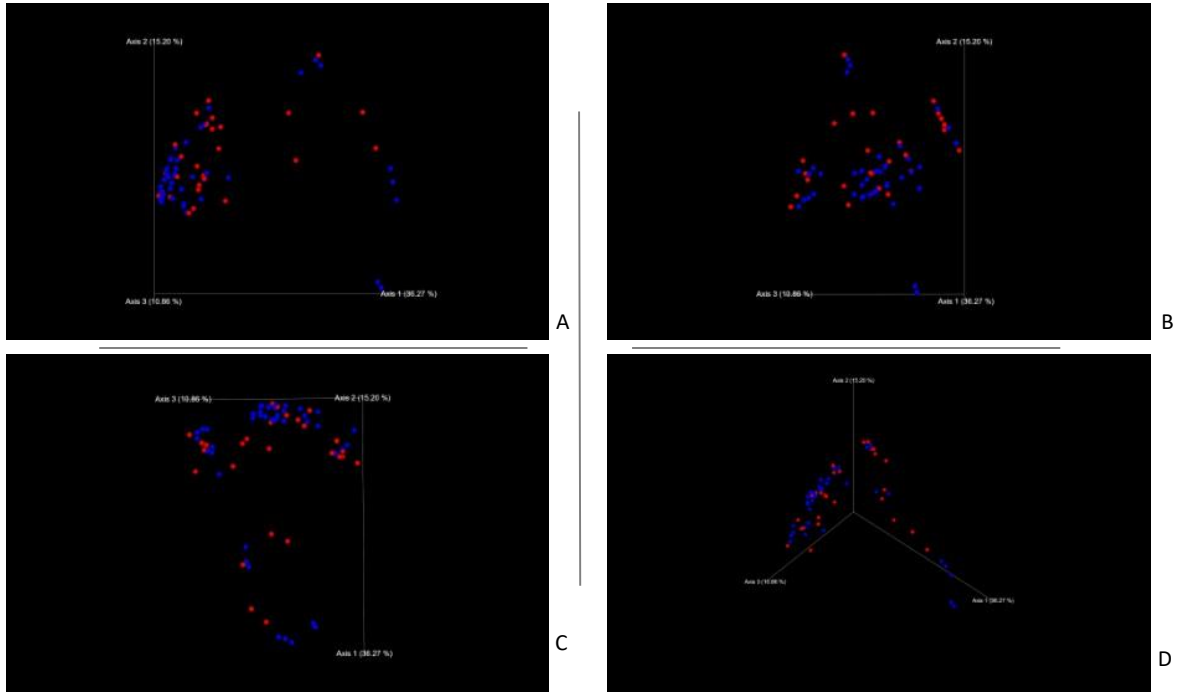 Axis 2 (15.20 %)
Axis 3 (10.86 %)
Axis 1 (36.27 %)
A
Axis 2 (15.20 %)
Axis 3 (10.86 %)
Axis 1 (36.27 %)
B
Axis 3 (10.86 %)
Axis 2 (15.20 %)
Axis 1 (36.27 %)
C
Axis 2 (15.20 %)
Axis 3 (10.86 %)
Axis 1 (36.27 %)
D